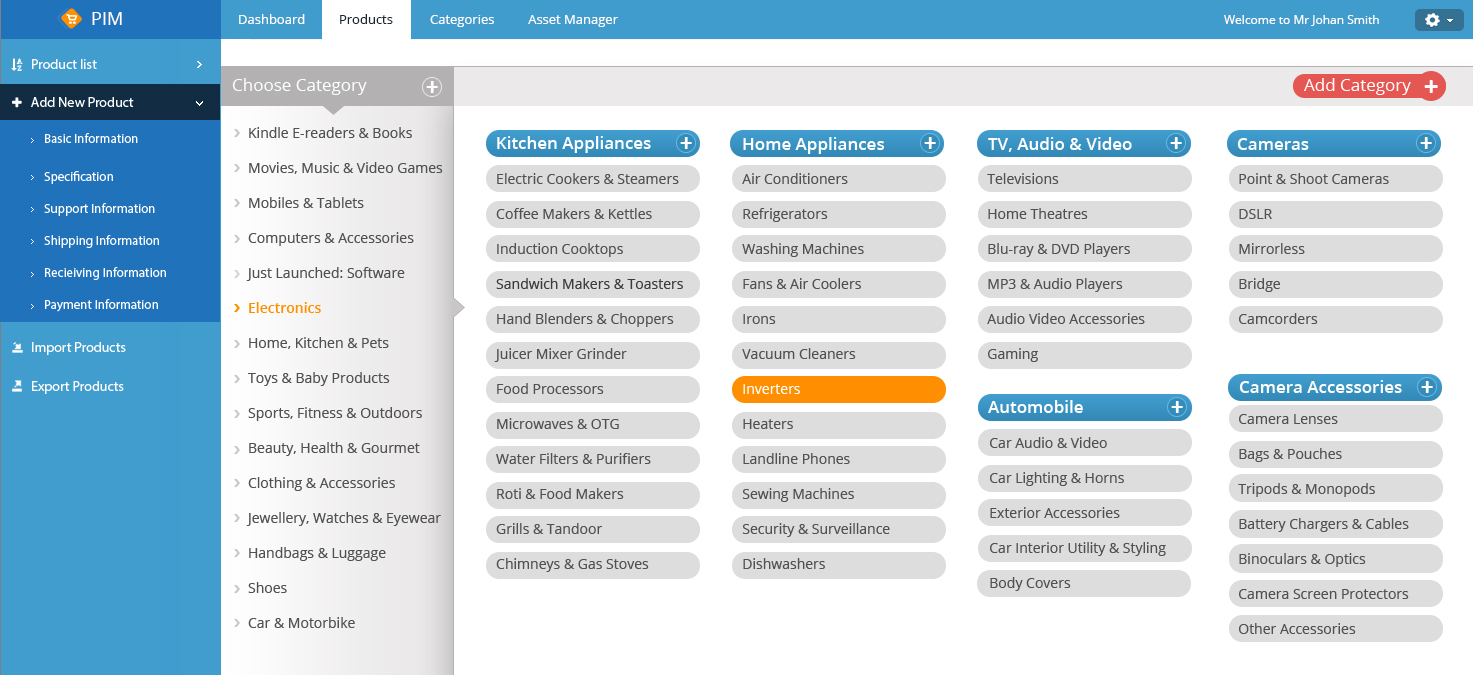 PIM
Dashboard
Products
Categories
Asset Manager
Welcome to Mr Johan Smith
Product list
Add New Product
Basic Information
Specification
Support Information
Shipping Information
Recieiving Information
Payment Information
Import Products
Export Products
Choose Category
Kindle E-readers & Books
Movies, Music & Video Games
Mobiles & Tablets
Computers & Accessories
Just Launched: Software
Electronics
Home, Kitchen & Pets
Toys & Baby Products
Sports, Fitness & Outdoors
Beauty, Health & Gourmet
Clothing & Accessories
Jewellery, Watches & Eyewear
Handbags & Luggage
Shoes
Car & Motorbike
Add Category
Kitchen Appliances
Electric Cookers & Steamers
Coffee Makers & Kettles
Induction Cooktops
Sandwich Makers & Toasters
Hand Blenders & Choppers
Juicer Mixer Grinder
Food Processors
Microwaves & OTG
Water Filters & Purifiers
Roti & Food Makers
Grills & Tandoor
Chimneys & Gas Stoves
Home Appliances
Air Conditioners
Refrigerators
Washing Machines
Fans & Air Coolers
Irons
Vacuum Cleaners
Inverters
Heaters
Landline Phones
Sewing Machines
Security & Surveillance
Dishwashers
TV, Audio & Video
Televisions
Home Theatres
Blu-ray & DVD Players
MP3 & Audio Players
Audio Video Accessories
Gaming
Automobile
Car Audio & Video
Car Lighting & Horns
Exterior Accessories
Car Interior Utility & Styling
Body Covers
Cameras
Point & Shoot Cameras
DSLR
Mirrorless
Bridge
Camcorders
Camera Accessories
Camera Lenses
Bags & Pouches
Tripods & Monopods
Battery Chargers & Cables
Binoculars & Optics
Camera Screen Protectors
Other Accessories